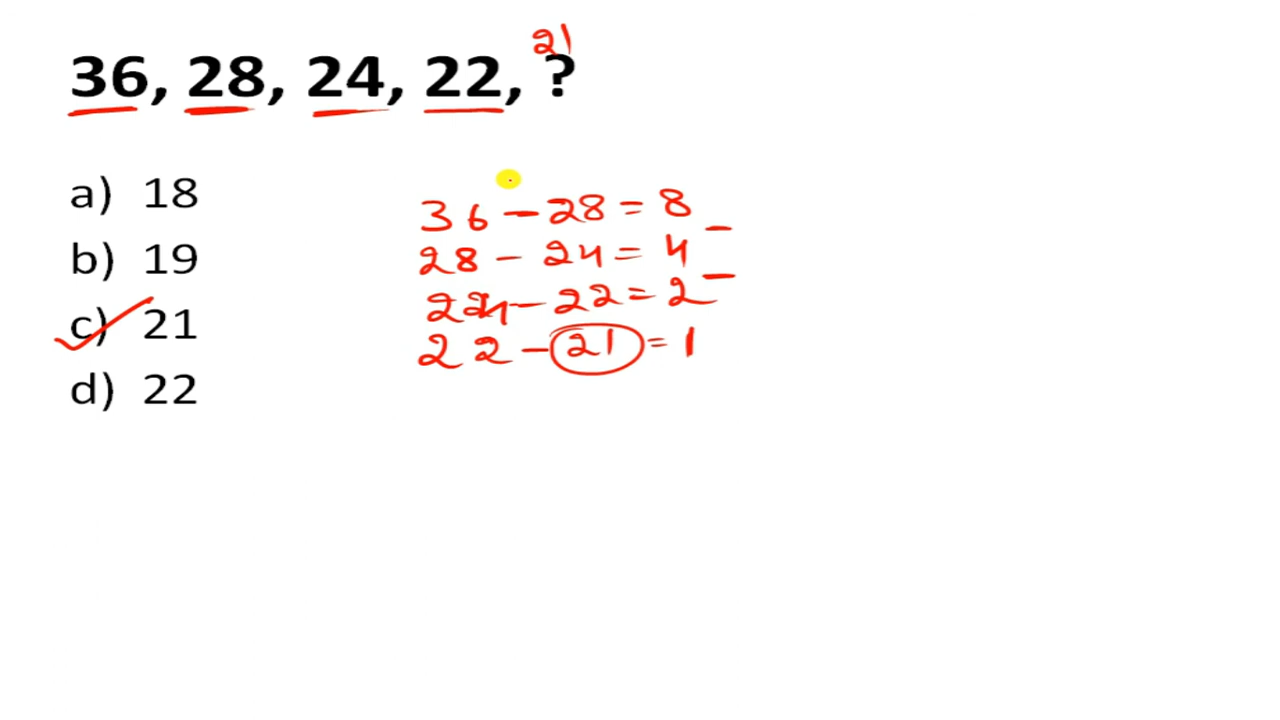 21
36, 28, 24, 22, ?
a) 18
b) 19
c) 21
d) 22
36 - 28 = 8
28 - 24 = 4
24 - 22 = 2
22 - 21 = 1